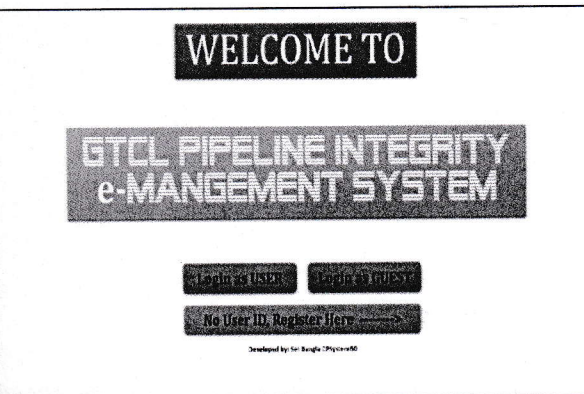 WELCOME TO
GTCL PIPELINE INTEGRITY
e-MANGEMENT SYSTEM
Login as USER
Login as GUEST
No User ID, Register Here ------>
Developed by: Bangla